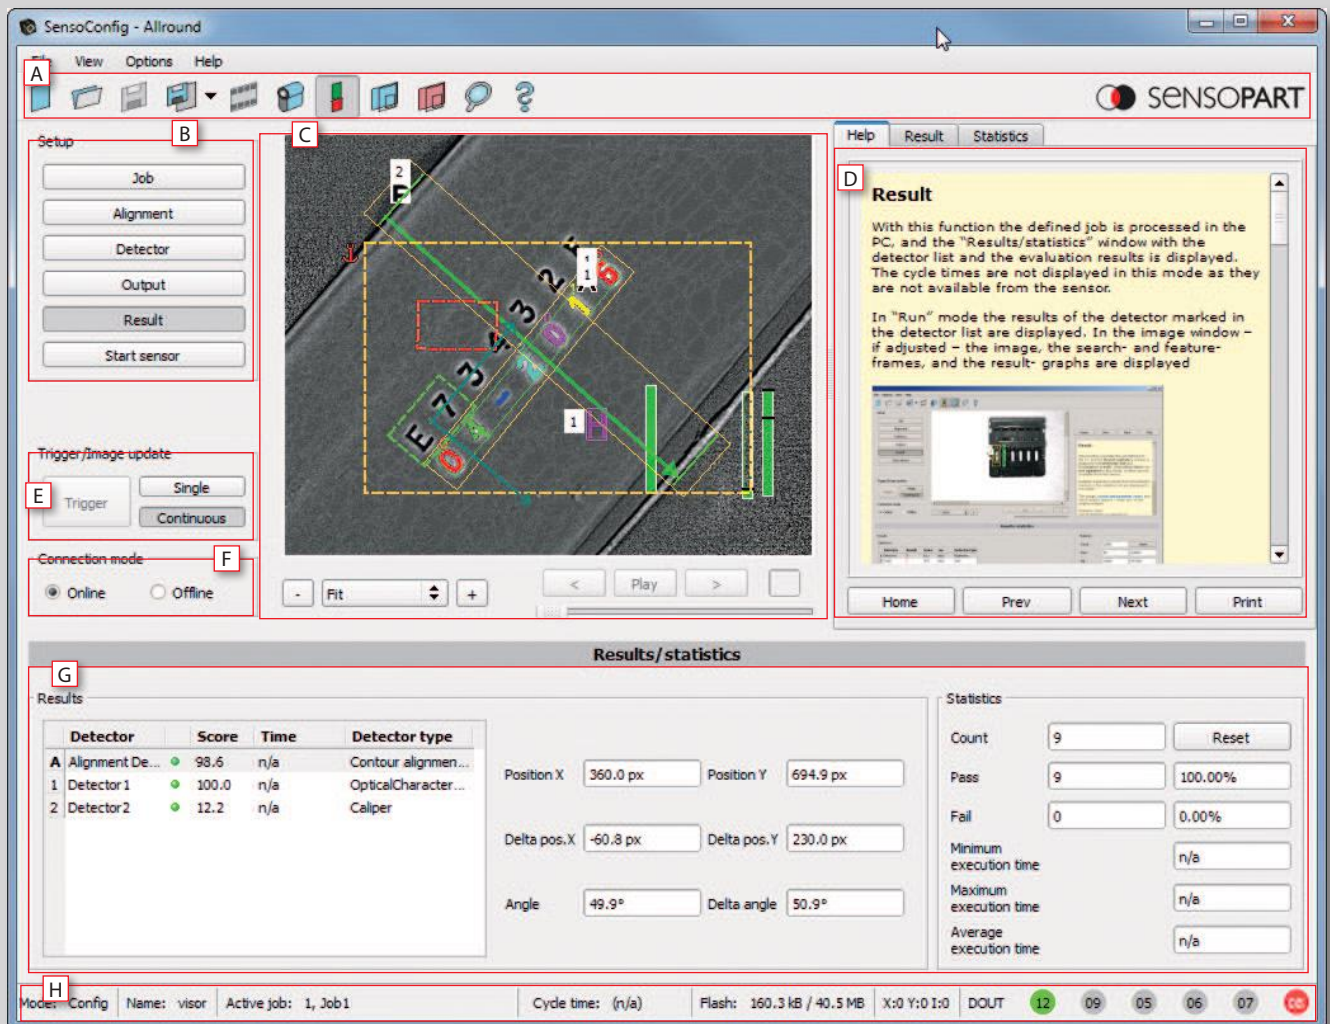 SensoConfig - Allround
View Options Help
A
SENSOPART
B
C
Setup
Job
Alignment
Detector
Output
Result
Start sensor
Trigger/Image update
E
Trigger
Single
Continuous
Connection mode
F
Online Offline
2
1
1
- Fit +
< Play >
Help Result Statistics
D
Result
With this function the defined job is processed in the
PC, and the "Results/statistics" window with the
detector list and the evaluation results is displayed.
The cycle times are not displayed in this mode as they
are not available from the sensor.
In "Run" mode the results of the detector marked in
the detector list are displayed. In the image window –
if adjusted – the image, the search- and feature-
frames, and the result- graphs are displayed
Home Prev Next Print
Results/statistics
G
Results
Detector Score Time Detector type
A Alignment De... 98.6 n/a Contour alignmen...
1 Detector1 100.0 n/a OpticalCharacter...
2 Detector2 12.2 n/a Caliper
Position X 360.0 px Position Y 694.9 px
Delta pos.X -60.8 px Delta pos.Y 230.0 px
Angle 49.9° Delta angle 50.9°
Statistics
Count 9 Reset
Pass 9 100.00%
Fail 0 0.00%
Minimum
execution time n/a
Maximum
execution time n/a
Average
execution time n/a
H
Mode: Config Name: visor Active job: 1, Job1 Cycle time: (n/a) Flash: 160.3 kB / 40.5 MB X:0 Y:0 I:0 DOUT 12 09 05 06 07